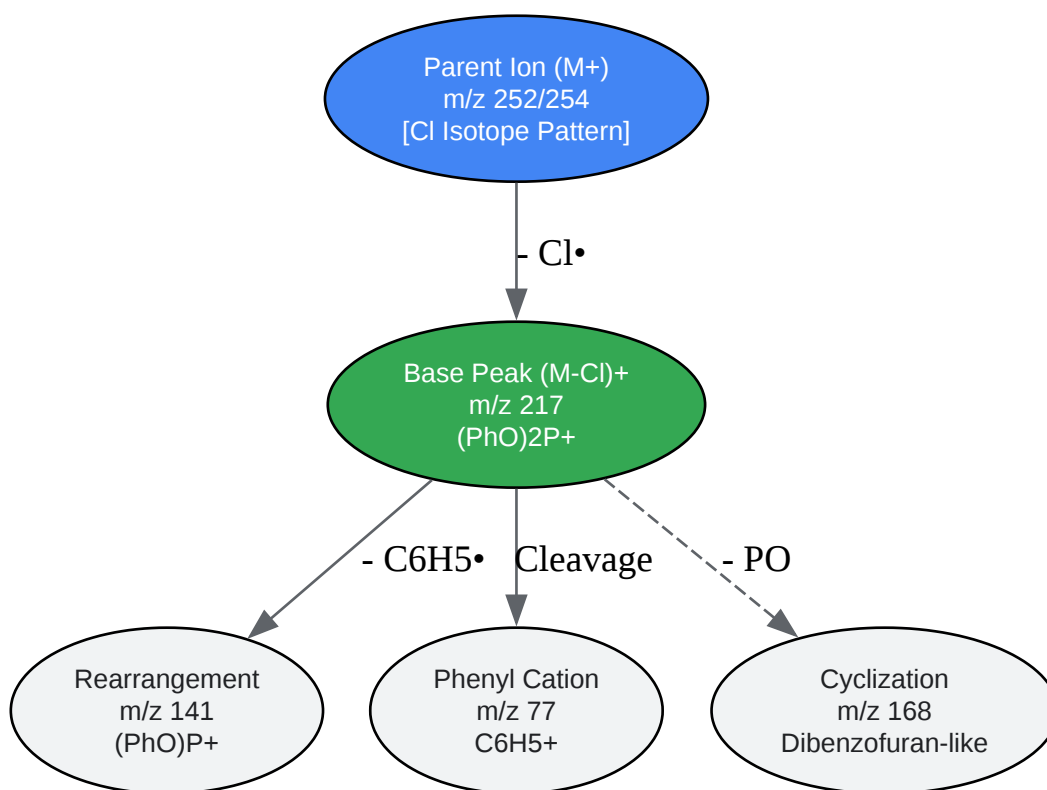 Parent Ion (M+)
m/z 252/254
[Cl Isotope Pattern]
- Cl•
Base Peak (M-Cl)+
m/z 217
(PhO)2P+
- C6H5•
Cleavage
- PO
Rearrangement
m/z 141
(PhO)P+
Phenyl Cation
m/z 77
C6H5+
Cyclization
m/z 168
Dibenzofuran-like